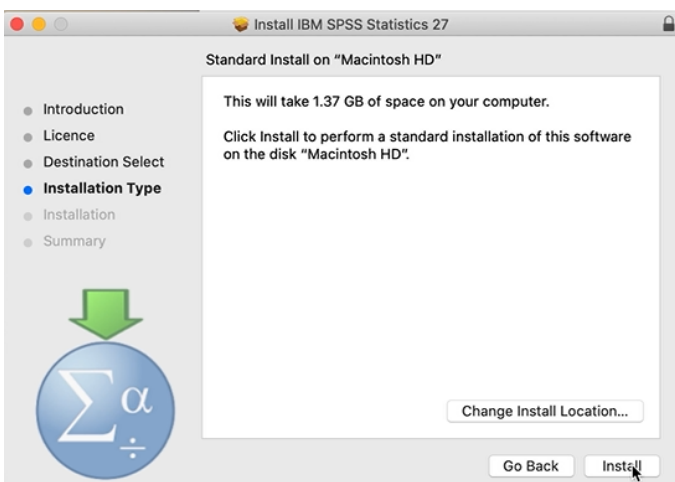 Install IBM SPSS Statistics 27
Standard Install on “Macintosh HD”
Introduction
Licence
Destination Select
Installation Type
Installation
Summary
This will take 1.37 GB of space on your computer.
Click Install to perform a standard installation of this software
on the disk “Macintosh HD”.
Σα
÷
Change Install Location...
Go Back
Install